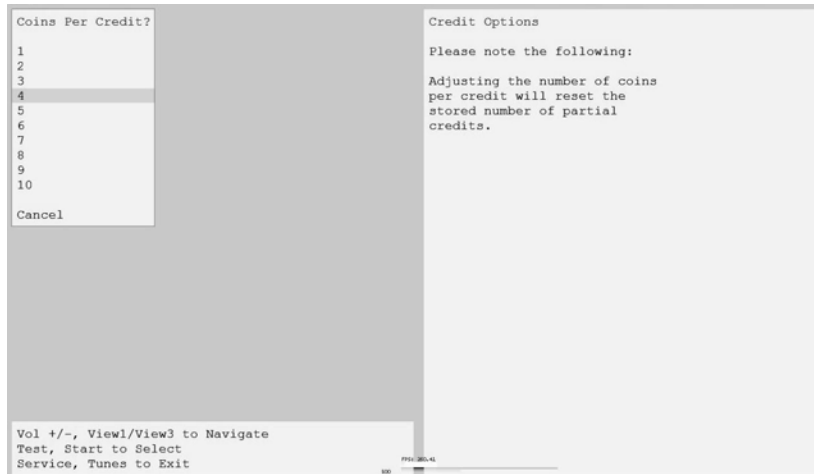 Coins Per Credit?
1
2
3
4
5
6
7
8
9
10
Cancel
Credit Options
Please note the following:
Adjusting the number of coins
per credit will reset the
stored number of partial
credits.
Vol +/-, View1/View3 to Navigate
Test, Start to Select
Service, Tunes to Exit